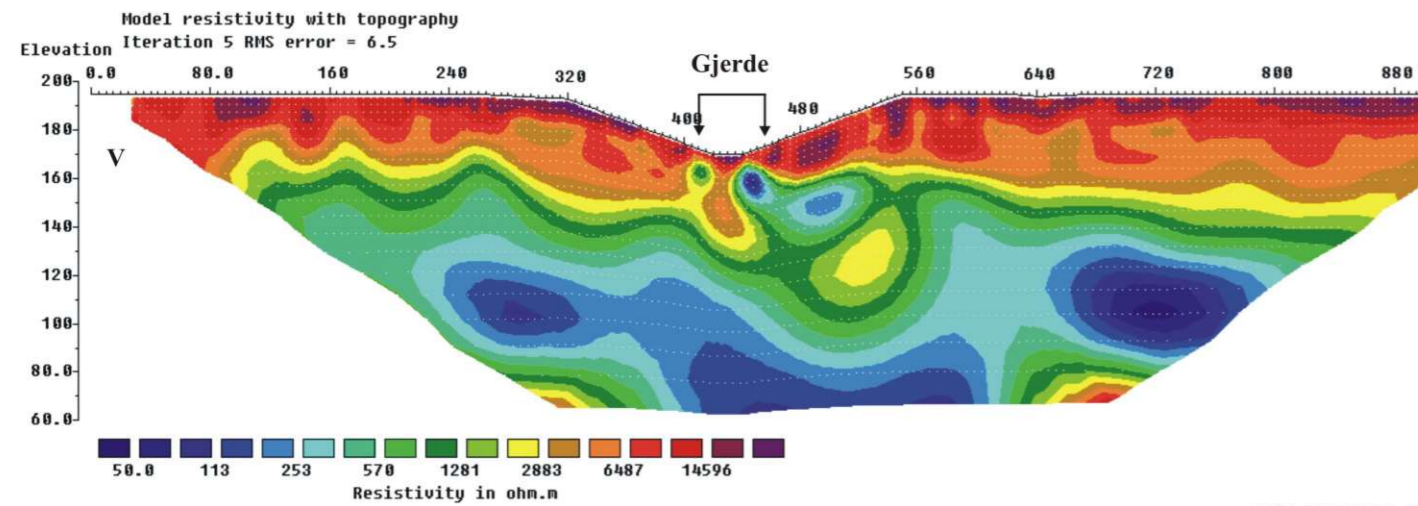 Model resistivity with topography
Iteration 5 RMS error = 6.5
Elevation
0.0 80.0 160 240 320 400 480 560 640 720 800 880
Gjerde
200
180
160
140
120
100
80.0
60.0
V
50.0 113 253 570 1281 2883 6487 14596
Resistivity in ohm.m